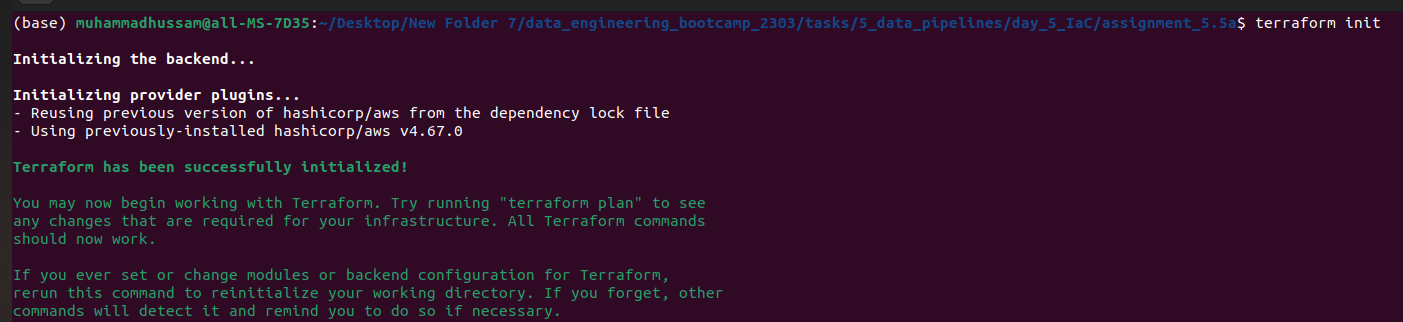 (base) muhammadhussam@all-MS-7D35:~/Desktop/New Folder 7/data_engineering_bootcamp_2303/tasks/5_data_pipelines/day_5_IaC/assignment_5.5a$ terraform init
Initializing the backend...
Initializing provider plugins...
- Reusing previous version of hashicorp/aws from the dependency lock file
- Using previously-installed hashicorp/aws v4.67.0
Terraform has been successfully initialized!
You may now begin working with Terraform. Try running "terraform plan" to see
any changes that are required for your infrastructure. All Terraform commands
should now work.
If you ever set or change modules or backend configuration for Terraform,
rerun this command to reinitialize your working directory. If you forget, other
commands will detect it and remind you to do so if necessary.